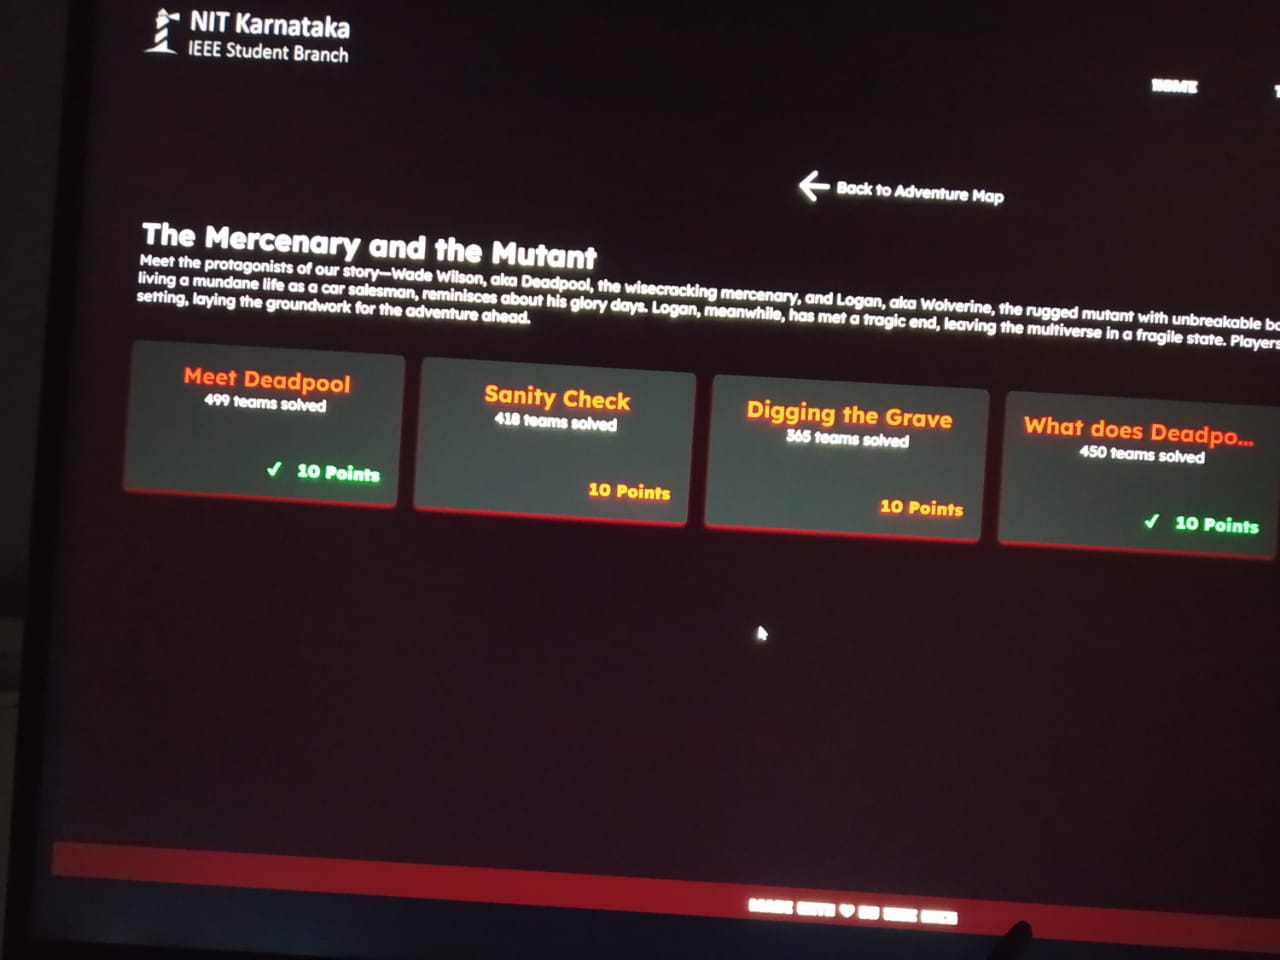 NIT Karnataka
IEEE Student Branch
HOME
Back to Adventure Map
The Mercenary and the Mutant
Meet the protagonists of our story—Wade Wilson, aka Deadpool, the wisecracking mercenary, and Logan, aka Wolverine, the rugged mutant with unbreakable bo
living a mundane life as a car salesman, reminisces about his glory days. Logan, meanwhile, has met a tragic end, leaving the multiverse in a fragile state. Players
setting, laying the groundwork for the adventure ahead.
Meet Deadpool
499 teams solved
✓ 10 Points
Sanity Check
418 teams solved
10 Points
Digging the Grave
365 teams solved
10 Points
What does Deadpo...
450 teams solved
✓ 10 Points
MADE WITH ♥ BY